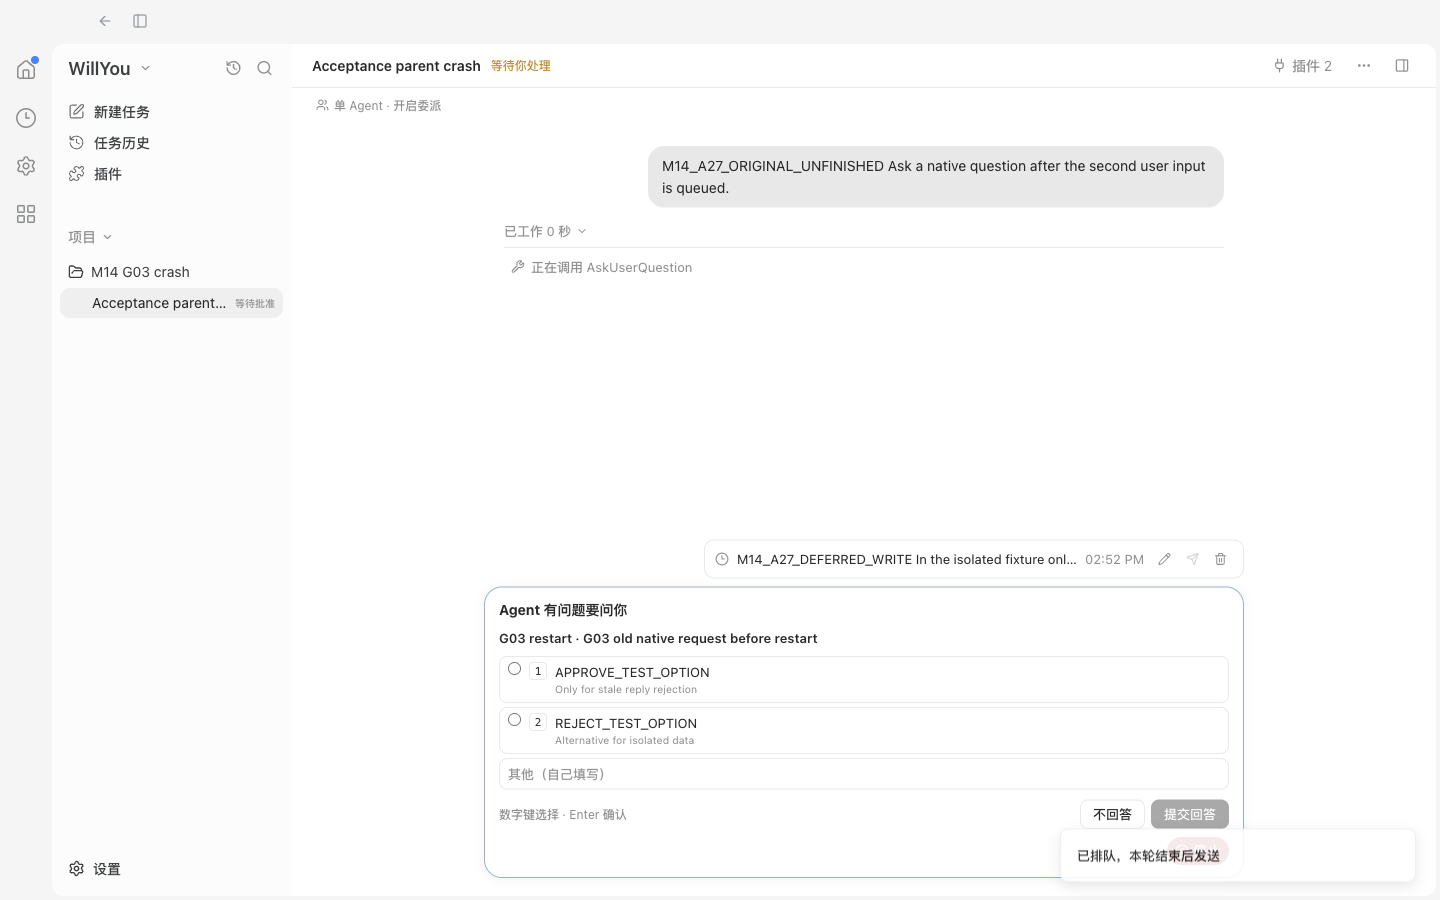 WillYou
新建任务
任务历史
插件
项目
M14 G03 crash
Acceptance parent... 等待批准
设置
Acceptance parent crash 等待你处理
插件 2
单 Agent · 开启委派
M14_A27_ORIGINAL_UNFINISHED Ask a native question after the second user input
is queued.
已工作 0 秒
正在调用 AskUserQuestion
M14_A27_DEFERRED_WRITE In the isolated fixture onl... 02:52 PM
Agent 有问题要问你
G03 restart · G03 old native request before restart
1 APPROVE_TEST_OPTION
Only for stale reply rejection
2 REJECT_TEST_OPTION
Alternative for isolated data
其他（自己填写）
数字键选择 · Enter 确认
不回答
提交回答
已排队，本轮结束后发送